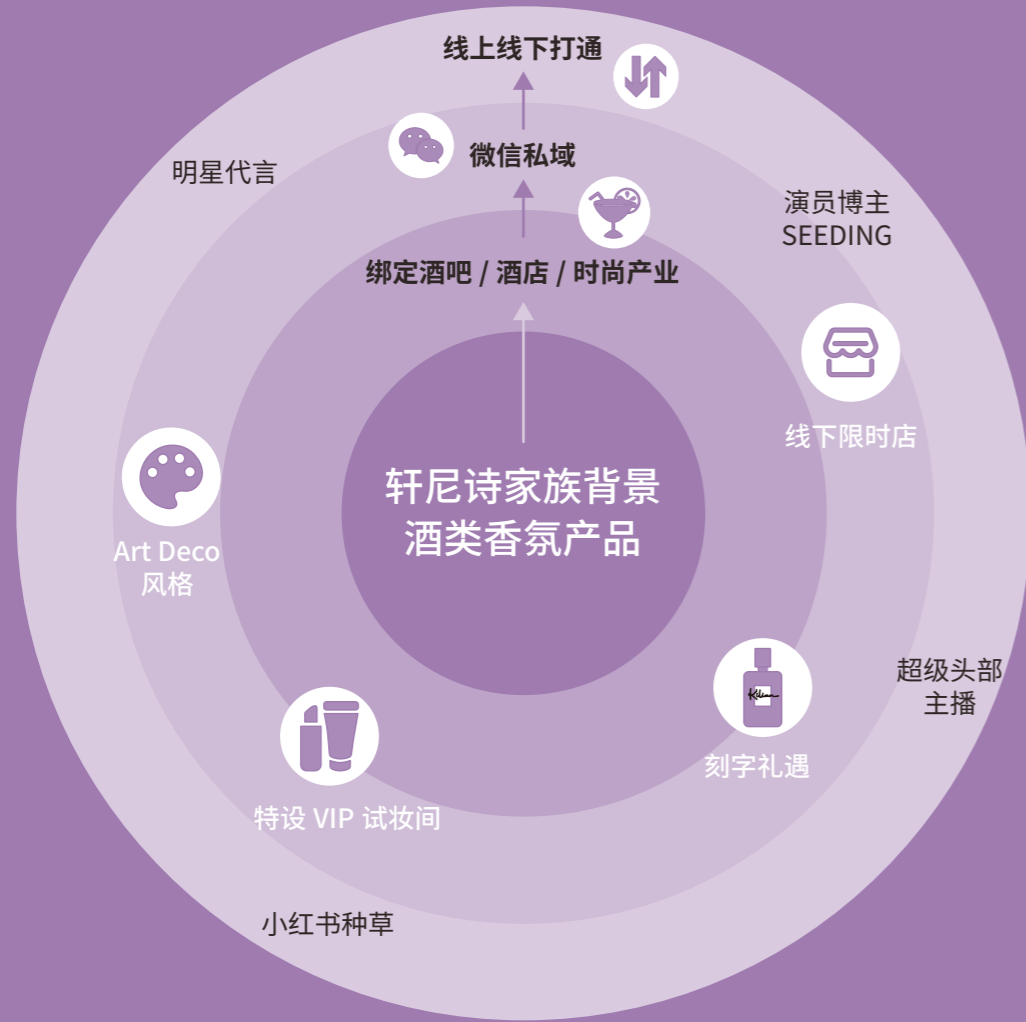 线上线下打通
微信私域
明星代言
演员博主
SEEDING
绑定酒吧 / 酒店 / 时尚产业
线下限时店
轩尼诗家族背景
酒类香氛产品
Art Deco
风格
超级头部
主播
Kilian
刻字礼遇
特设 VIP 试妆间
小红书种草